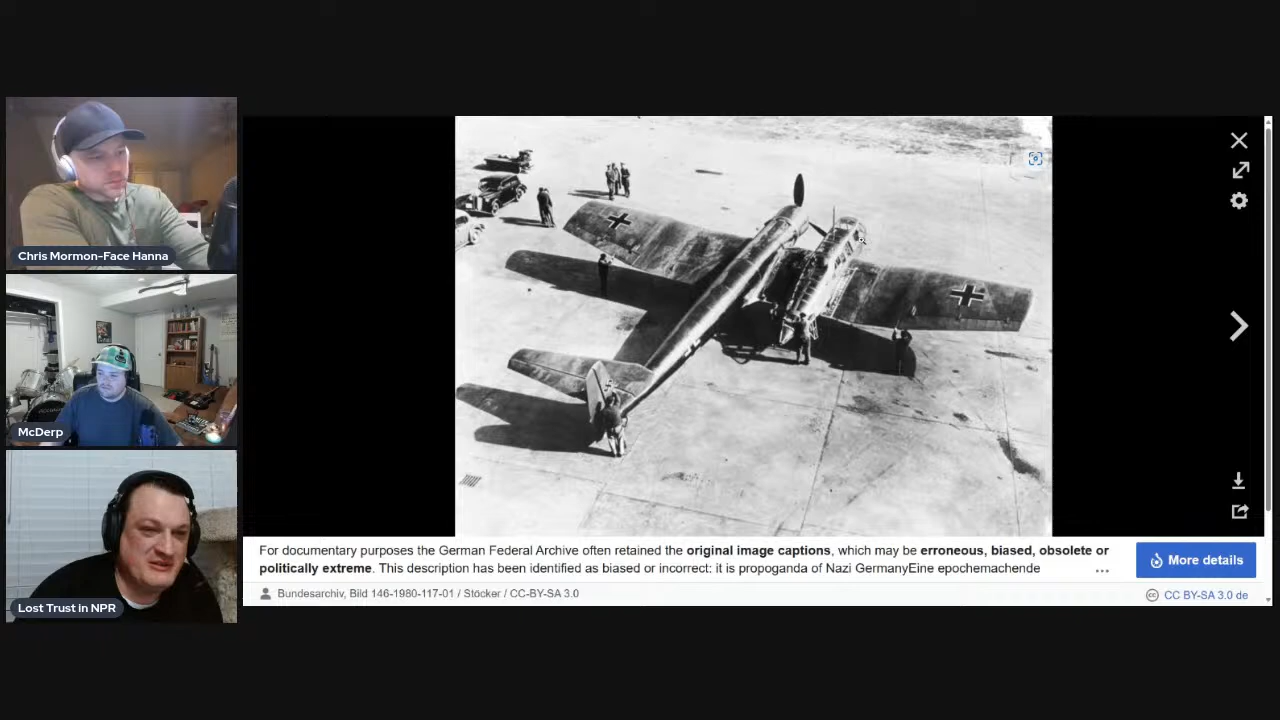 Chris Mormon-Face Hanna
McDerp
Lost Trust in NPR
For documentary purposes the German Federal Archive often retained the original image captions, which may be erroneous, biased, obsolete or
politically extreme. This description has been identified as biased or incorrect: it is propoganda of Nazi GermanyEine epochemachende
...
More details
Bundesarchiv, Bild 146-1980-117-01 / Stöcker / CC-BY-SA 3.0
CC BY-SA 3.0 de